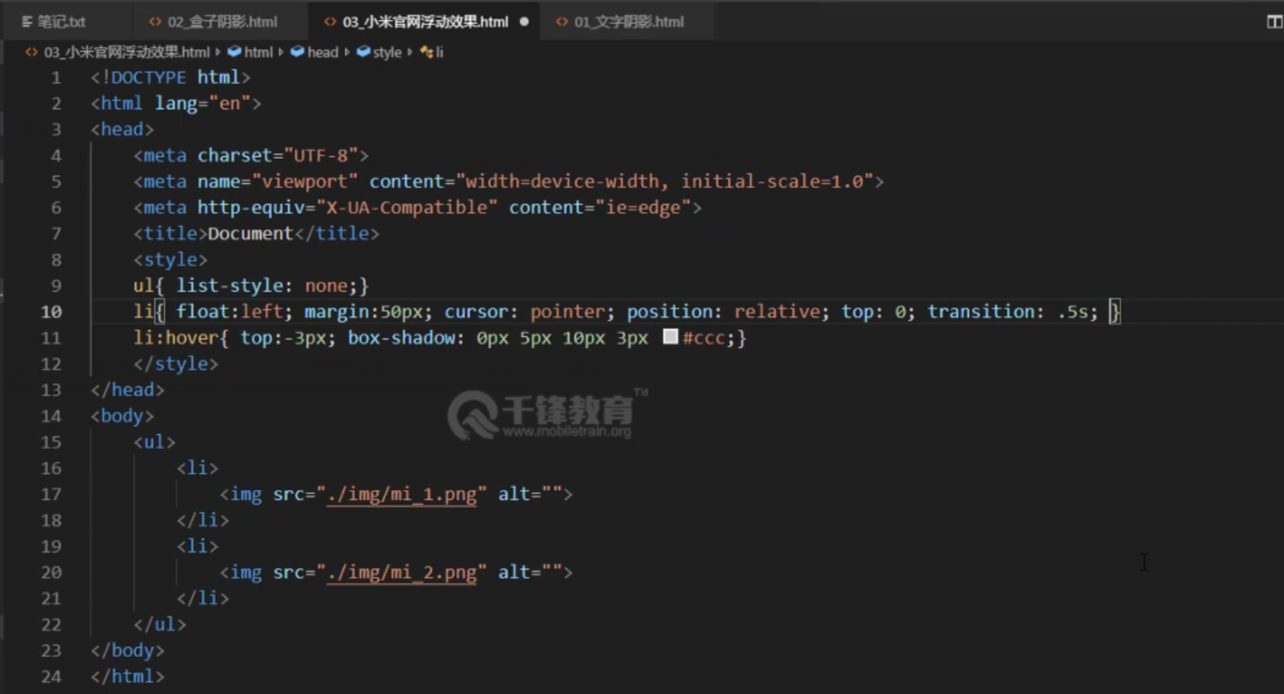 笔记.txt 02_盒子阴影.html 03_小米官网浮动效果.html 01_文字阴影.html
03_小米官网浮动效果.html html head style li
1 <!DOCTYPE html>
2 <html lang="en">
3 <head>
4 <meta charset="UTF-8">
5 <meta name="viewport" content="width=device-width, initial-scale=1.0">
6 <meta http-equiv="X-UA-Compatible" content="ie=edge">
7 <title>Document</title>
8 <style>
9 ul{ list-style: none;}
10 li{ float:left; margin:50px; cursor: pointer; position: relative; top: 0; transition: .5s; }
11 li:hover{ top:-3px; box-shadow: 0px 5px 10px 3px #ccc;}
12 </style>
13 </head>
14 <body>
15 <ul>
16 <li>
17 <img src="./img/mi_1.png" alt="">
18 </li>
19 <li>
20 <img src="./img/mi_2.png" alt="">
21 </li>
22 </ul>
23 </body>
24 </html>
千锋教育 TM
www.mobiletrain.org